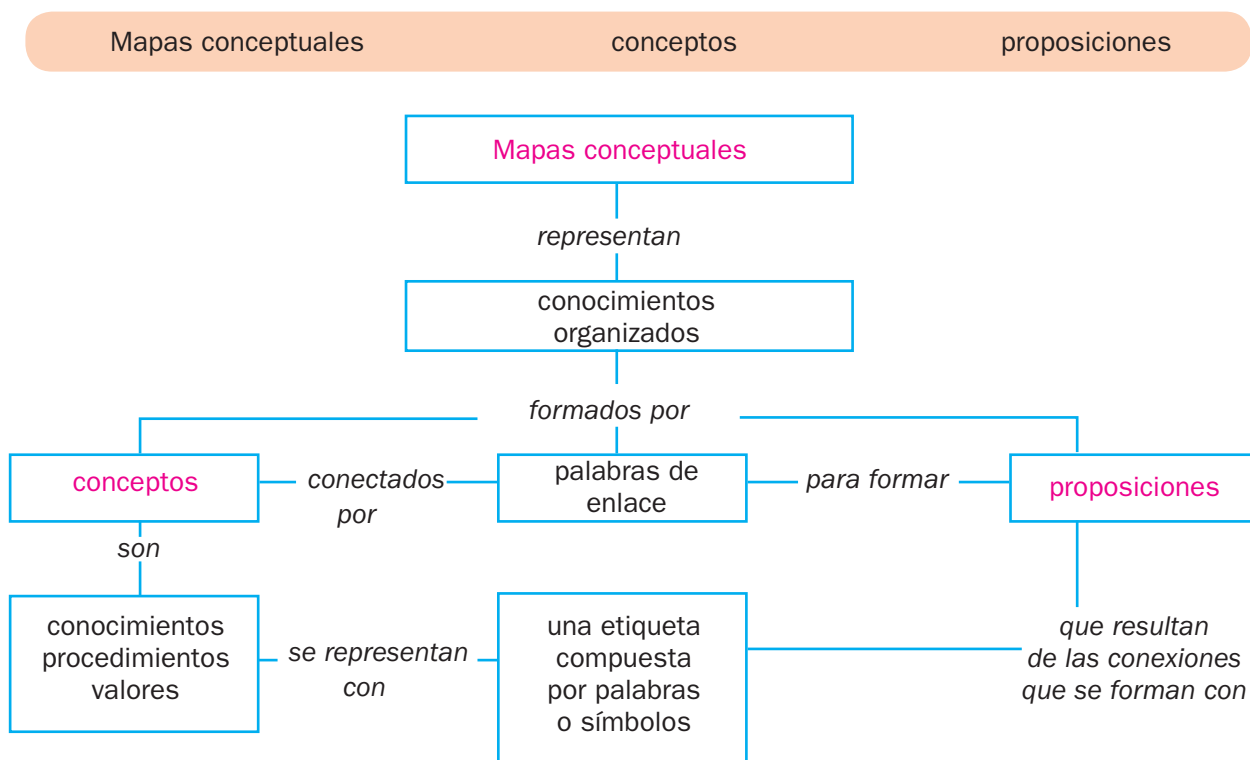 Mapas conceptuales conceptos proposiciones
Mapas conceptuales
representan
conocimientos
organizados
formados por
conceptos
conectados
por
palabras de
enlace
para formar
proposiciones
son
conocimientos
procedimientos
valores
se representan
con
una etiqueta
compuesta
por palabras
o símbolos
que resultan
de las conexiones
que se forman con